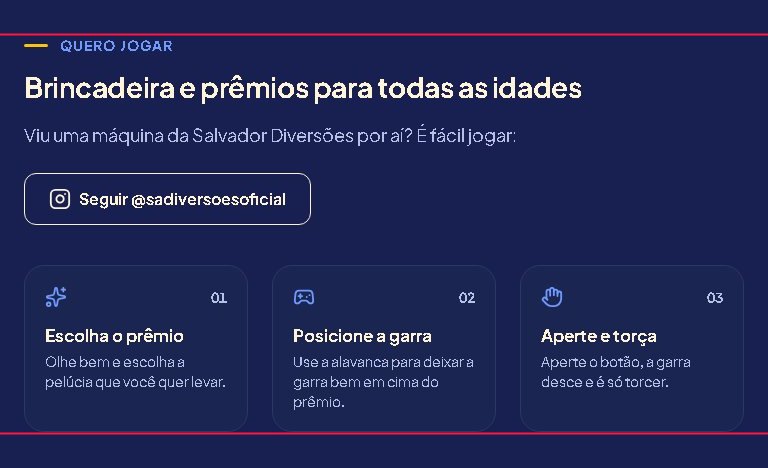 QUERO JOGAR
Brincadeira e prêmios para todas as idades
Viu uma máquina da Salvador Diversões por aí? É fácil jogar:
Seguir @sadiversoesoficial
01
Escolha o prêmio
Olhe bem e escolha a
pelúcia que você quer levar.
02
Posicione a garra
Use a alavanca para deixar a
garra bem em cima do
prêmio.
03
Aperte e torça
Aperte o botão, a garra
desce e é só torcer.